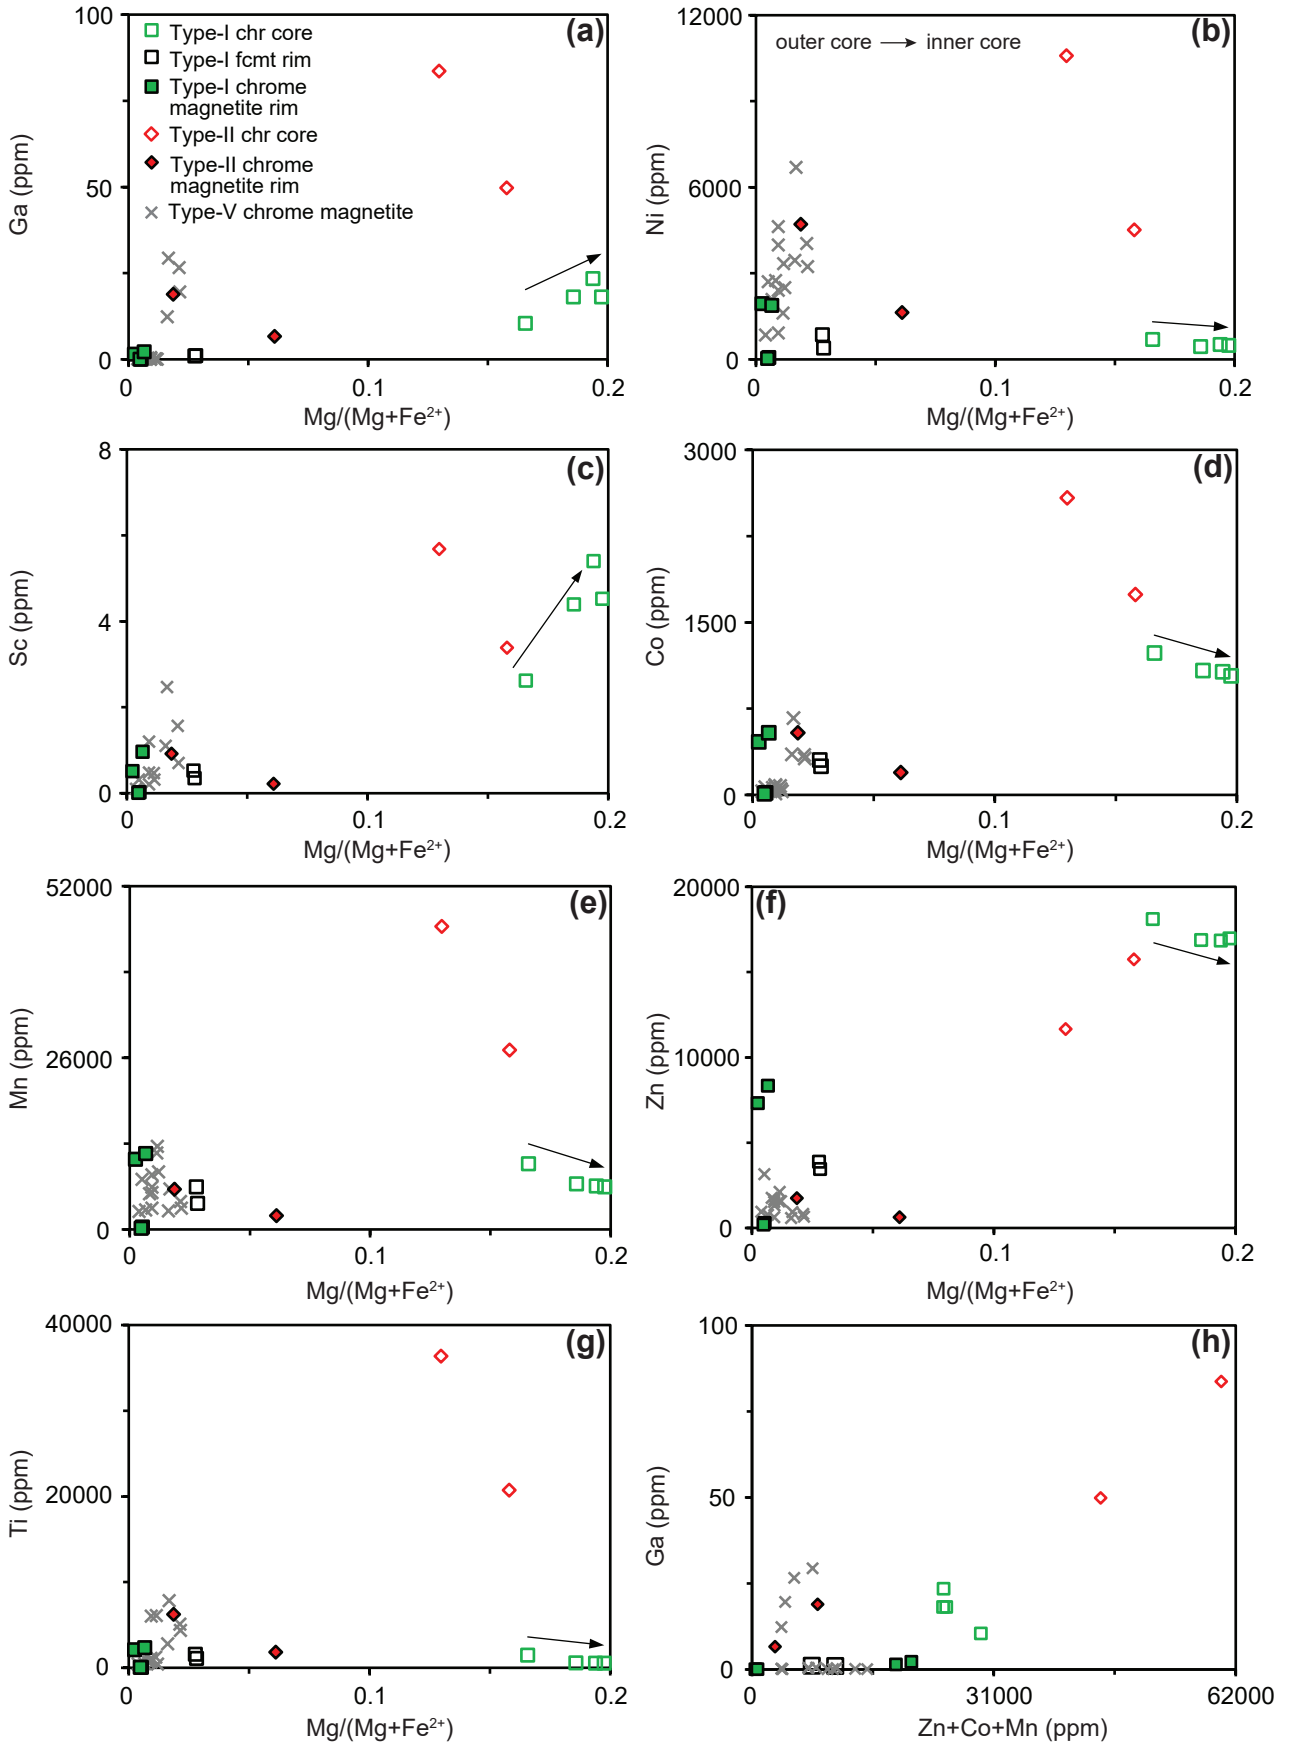 100
(a)
Type-I chr core
Type-I fcmt rim
Type-I chrome
magnetite rim
Type-II chr core
Type-II chrome
magnetite rim
Type-V chrome magnetite
50
Ga (ppm)
0
0
0.1
0.2
Mg/(Mg+Fe²⁺)
12000
(b)
outer core → inner core
6000
Ni (ppm)
0
0
0.1
0.2
Mg/(Mg+Fe²⁺)
8
(c)
4
Sc (ppm)
0
0
0.1
0.2
Mg/(Mg+Fe²⁺)
3000
(d)
1500
Co (ppm)
0
0
0.1
0.2
Mg/(Mg+Fe²⁺)
52000
(e)
26000
Mn (ppm)
0
0
0.1
0.2
Mg/(Mg+Fe²⁺)
20000
(f)
10000
Zn (ppm)
0
0
0.1
0.2
Mg/(Mg+Fe²⁺)
40000
(g)
20000
Ti (ppm)
0
0
0.1
0.2
Mg/(Mg+Fe²⁺)
100
(h)
50
Ga (ppm)
0
0
31000
62000
Zn+Co+Mn (ppm)